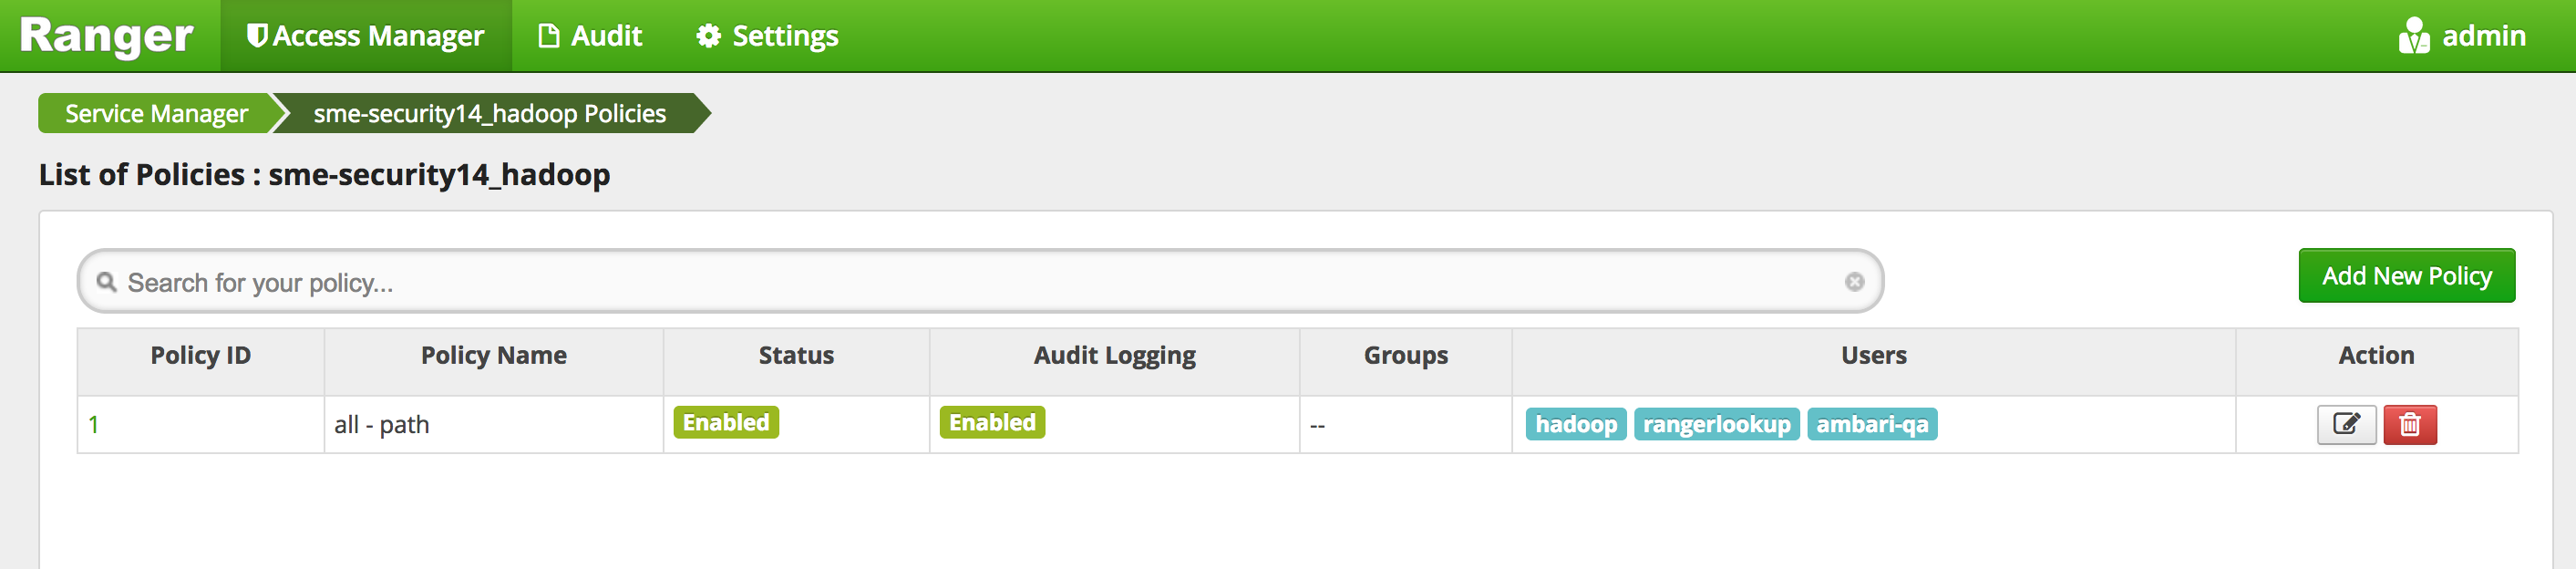 Ranger Access Manager Audit Settings admin
Service Manager sme-security14_hadoop Policies
List of Policies : sme-security14_hadoop
Search for your policy... Add New Policy
Policy ID Policy Name Status Audit Logging Groups Users Action
1 all - path Enabled Enabled -- hadoop rangerlookup ambari-qa